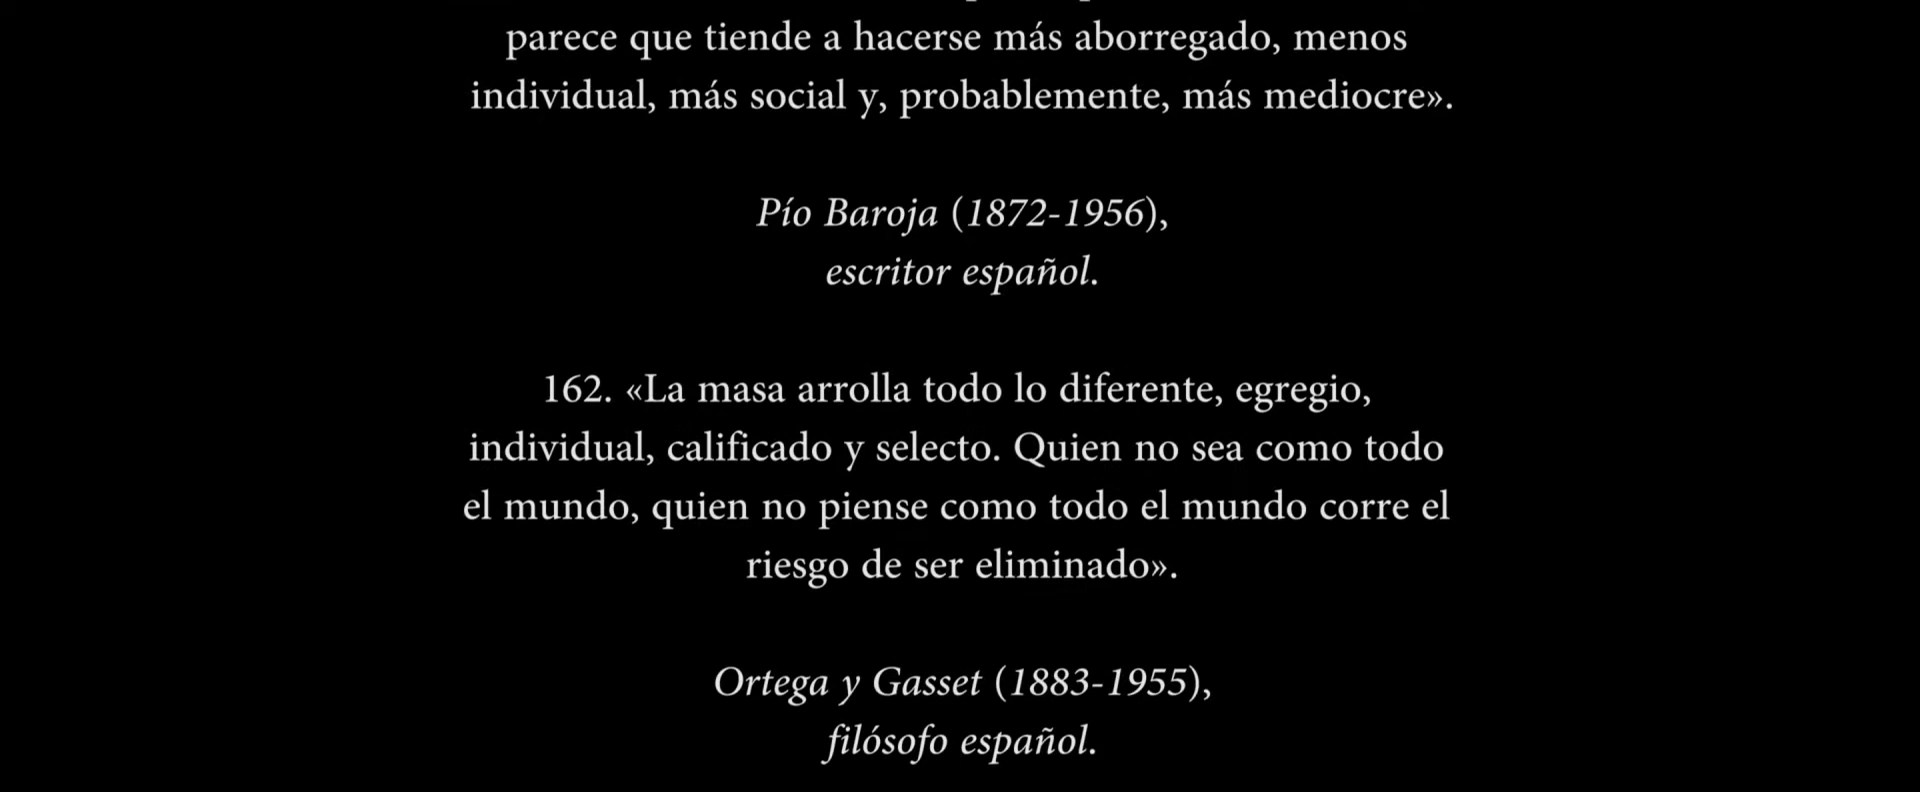 parece que tiende a hacerse más aborregado, menos
individual, más social y, probablemente, más mediocre».
Pío Baroja (1872-1956),
escritor español.
162. «La masa arrolla todo lo diferente, egregio,
individual, calificado y selecto. Quien no sea como todo
el mundo, quien no piense como todo el mundo corre el
riesgo de ser eliminado».
Ortega y Gasset (1883-1955),
filósofo español.